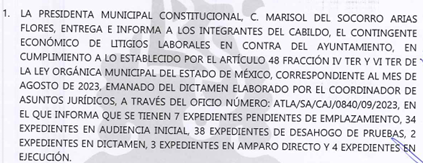 1. LA PRESIDENTA MUNICIPAL CONSTITUCIONAL, C. MARISOL DEL SOCORRO ARIAS
FLORES, ENTREGA E INFORMA A LOS INTEGRANTES DEL CABILDO, EL CONTINGENTE
ECONÓMICO DE LITIGIOS LABORALES EN CONTRA DEL AYUNTAMIENTO, EN
CUMPLIMIENTO A LO ESTABLECIDO POR EL ARTÍCULO 48 FRACCIÓN IV TER Y VI TER DE
LA LEY ORGÁNICA MUNICIPAL DEL ESTADO DE MÉXICO, CORRESPONDIENTE AL MES DE
AGOSTO DE 2023, EMANADO DEL DICTAMEN ELABORADO POR EL COORDINADOR DE
ASUNTOS JURÍDICOS, A TRAVÉS DEL OFICIO NÚMERO: ATLA/SA/CAJ/0840/09/2023, EN
EL QUE INFORMA QUE SE TIENEN 7 EXPEDIENTES PENDIENTES DE EMPLAZAMIENTO, 34
EXPEDIENTES EN AUDIENCIA INICIAL, 38 EXPEDIENTES DE DESAHOGO DE PRUEBAS, 2
EXPEDIENTES EN DICTAMEN, 3 EXPEDIENTES EN AMPARO DIRECTO Y 4 EXPEDIENTES EN
EJECUCIÓN.